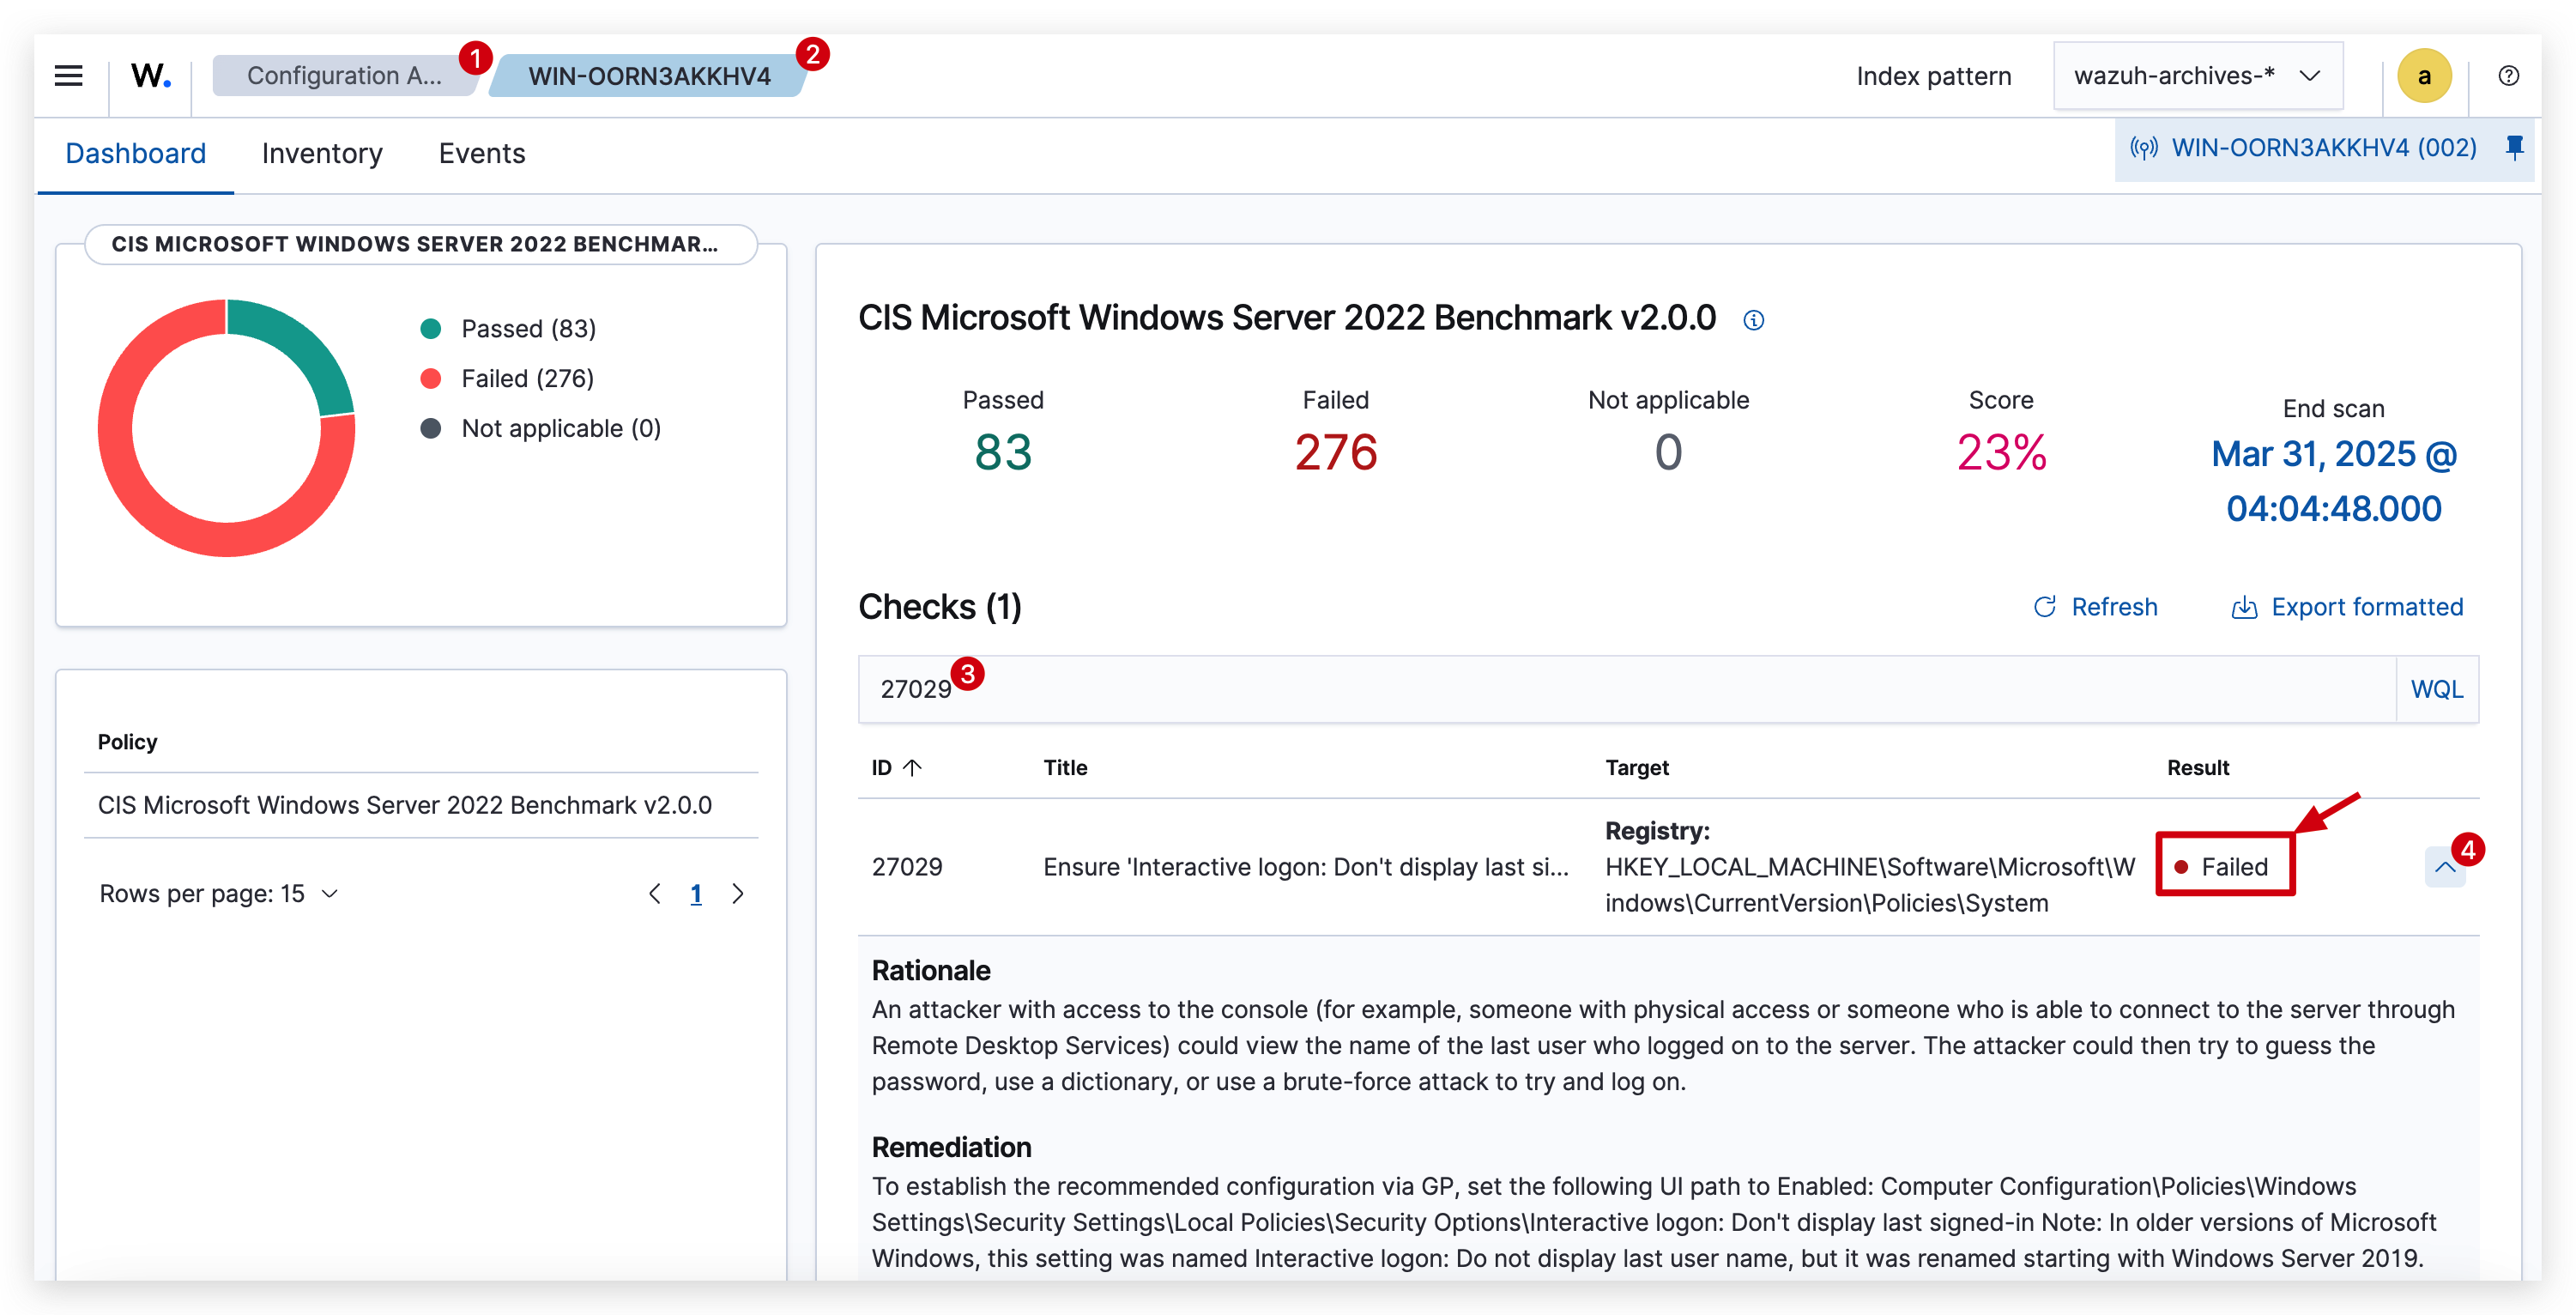 W.
Configuration A...
1
WIN-OORN3AKKHV4
2
Index pattern
wazuh-archives-*
a
Dashboard
Inventory
Events
WIN-OORN3AKKHV4 (002)
CIS MICROSOFT WINDOWS SERVER 2022 BENCHMAR...
Passed (83)
Failed (276)
Not applicable (0)
Policy
CIS Microsoft Windows Server 2022 Benchmark v2.0.0
Rows per page: 15
1
CIS Microsoft Windows Server 2022 Benchmark v2.0.0
Passed
83
Failed
276
Not applicable
0
Score
23%
End scan
Mar 31, 2025 @
04:04:48.000
Checks (1)
Refresh
Export formatted
27029
3
WQL
ID
Title
Target
Result
27029
Ensure 'Interactive logon: Don't display last si...
Registry:
HKEY_LOCAL_MACHINE\Software\Microsoft\W
indows\CurrentVersion\Policies\System
Failed
4
Rationale
An attacker with access to the console (for example, someone with physical access or someone who is able to connect to the server through
Remote Desktop Services) could view the name of the last user who logged on to the server. The attacker could then try to guess the
password, use a dictionary, or use a brute-force attack to try and log on.
Remediation
To establish the recommended configuration via GP, set the following UI path to Enabled: Computer Configuration\Policies\Windows
Settings\Security Settings\Local Policies\Security Options\Interactive logon: Don't display last signed-in Note: In older versions of Microsoft
Windows, this setting was named Interactive logon: Do not display last user name, but it was renamed starting with Windows Server 2019.